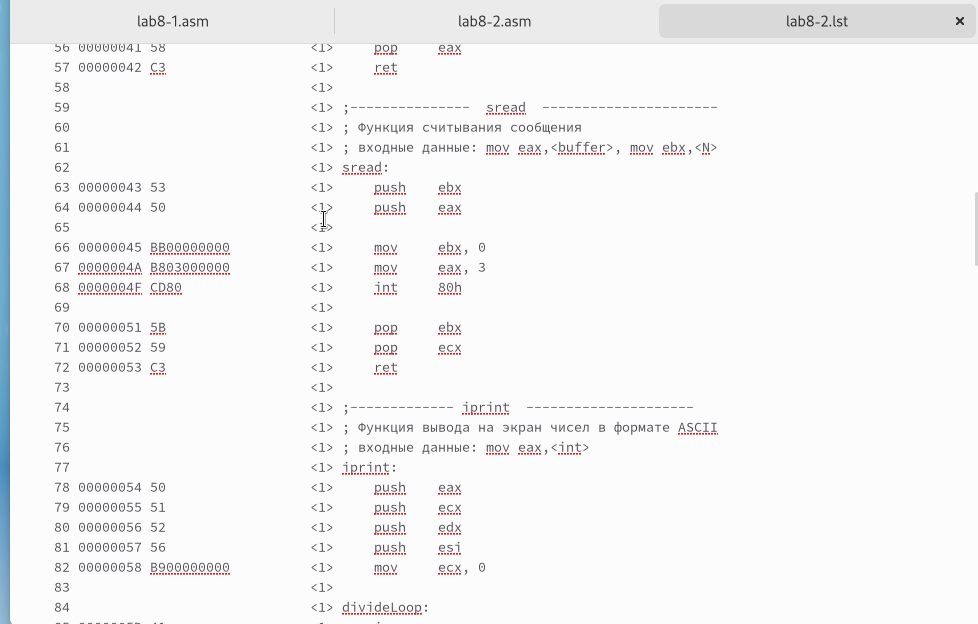 lab8-1.asm lab8-2.asm lab8-2.lst ×
56 00000041 58 <1> pop eax
57 00000042 C3 <1> ret
58 <1>
59 <1> ;--------------- sread ----------------------
60 <1> ; Функция считывания сообщения
61 <1> ; входные данные: mov eax,<buffer>, mov ebx,<N>
62 <1> sread:
63 00000043 53 <1> push ebx
64 00000044 50 <1> push eax
65 <1>
66 00000045 BB00000000 <1> mov ebx, 0
67 0000004A B803000000 <1> mov eax, 3
68 0000004F CD80 <1> int 80h
69 <1>
70 00000051 5B <1> pop ebx
71 00000052 59 <1> pop ecx
72 00000053 C3 <1> ret
73 <1>
74 <1> ;------------- iprint ---------------------
75 <1> ; Функция вывода на экран чисел в формате ASCII
76 <1> ; входные данные: mov eax,<int>
77 <1> iprint:
78 00000054 50 <1> push eax
79 00000055 51 <1> push ecx
80 00000056 52 <1> push edx
81 00000057 56 <1> push esi
82 00000058 B900000000 <1> mov ecx, 0
83 <1>
84 <1> divideLoop: